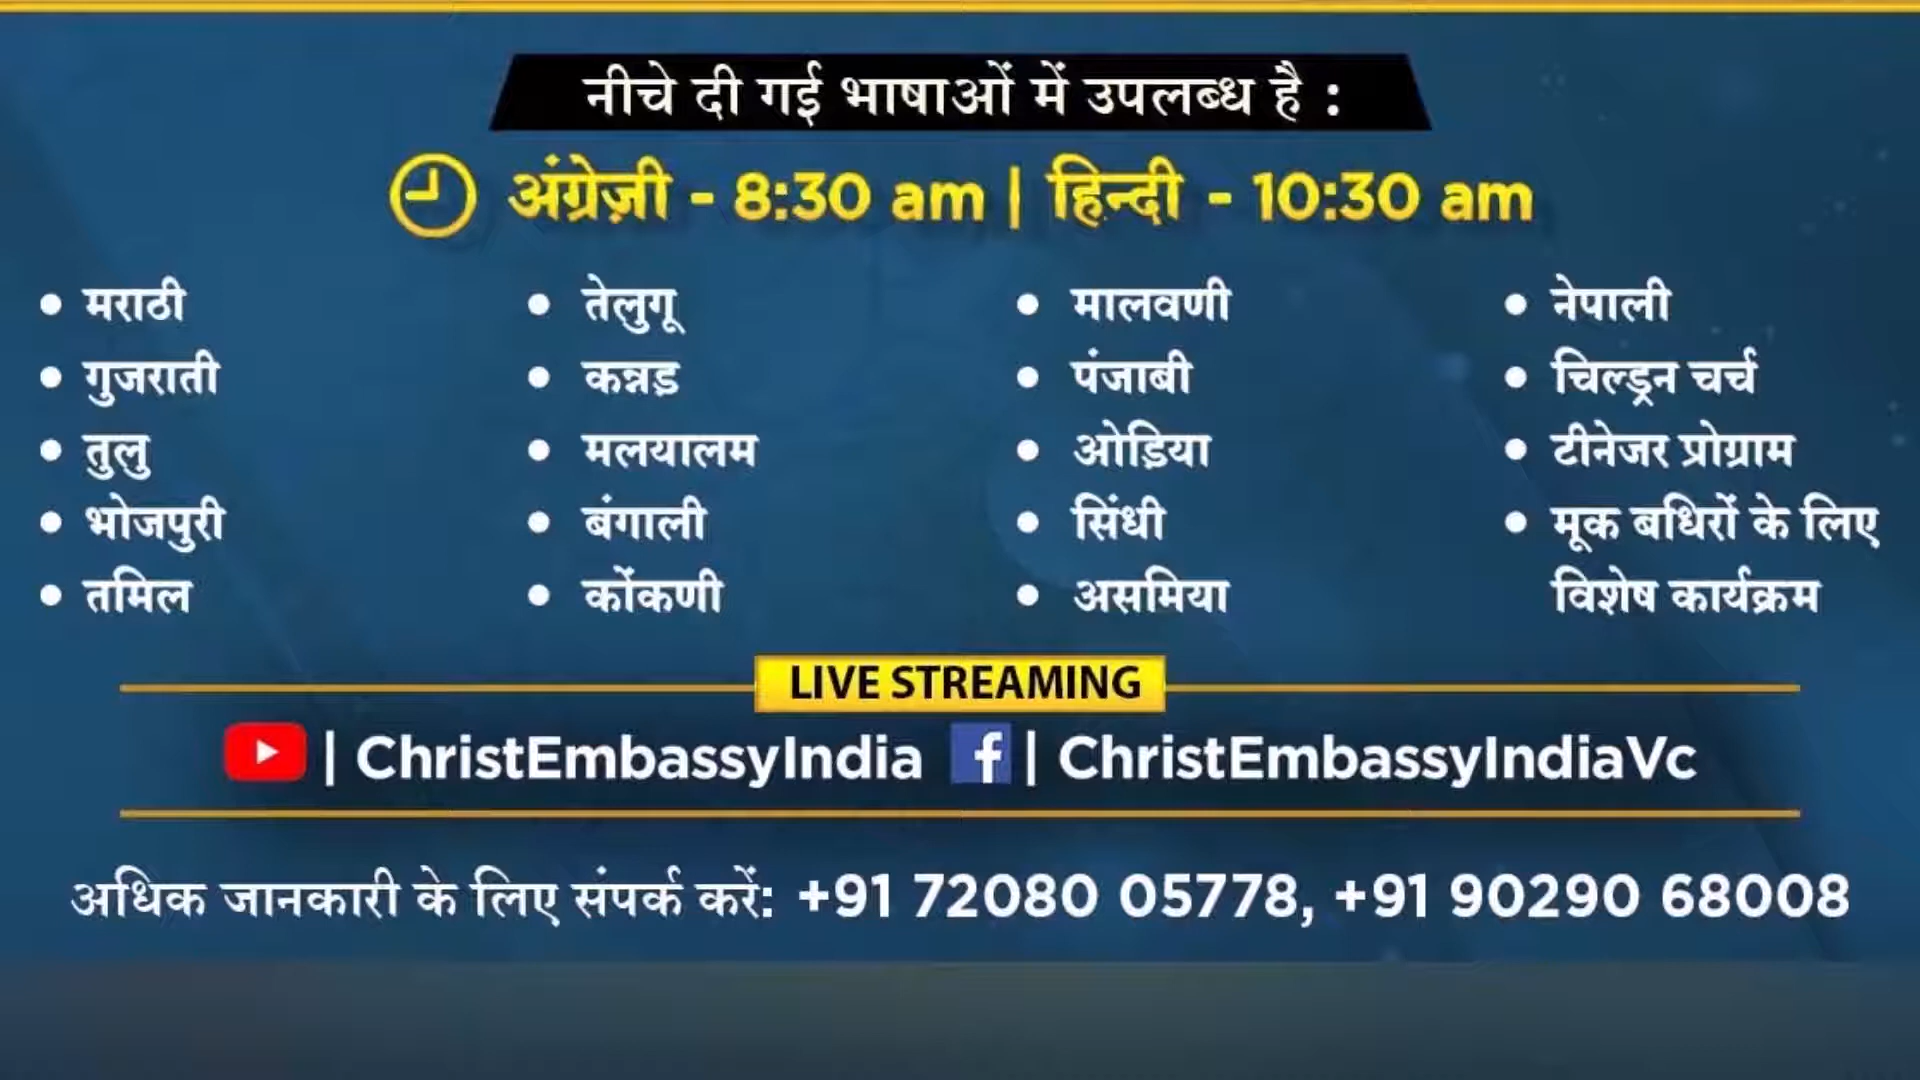 नीचे दी गई भाषाओं में उपलब्ध है :
अंग्रेज़ी - 8:30 am | हिन्दी - 10:30 am
• मराठी
• गुजराती
• तुलु
• भोजपुरी
• तमिल
• तेलुगू
• कन्नड़
• मलयालम
• बंगाली
• कोंकणी
• मालवणी
• पंजाबी
• ओड़िया
• सिंधी
• असमिया
• नेपाली
• चिल्ड्रन चर्च
• टीनेजर प्रोग्राम
• मूक बधिरों के लिए
विशेष कार्यक्रम
LIVE STREAMING
| ChristEmbassyIndia f | ChristEmbassyIndiaVc
अधिक जानकारी के लिए संपर्क करें: +91 72080 05778, +91 90290 68008